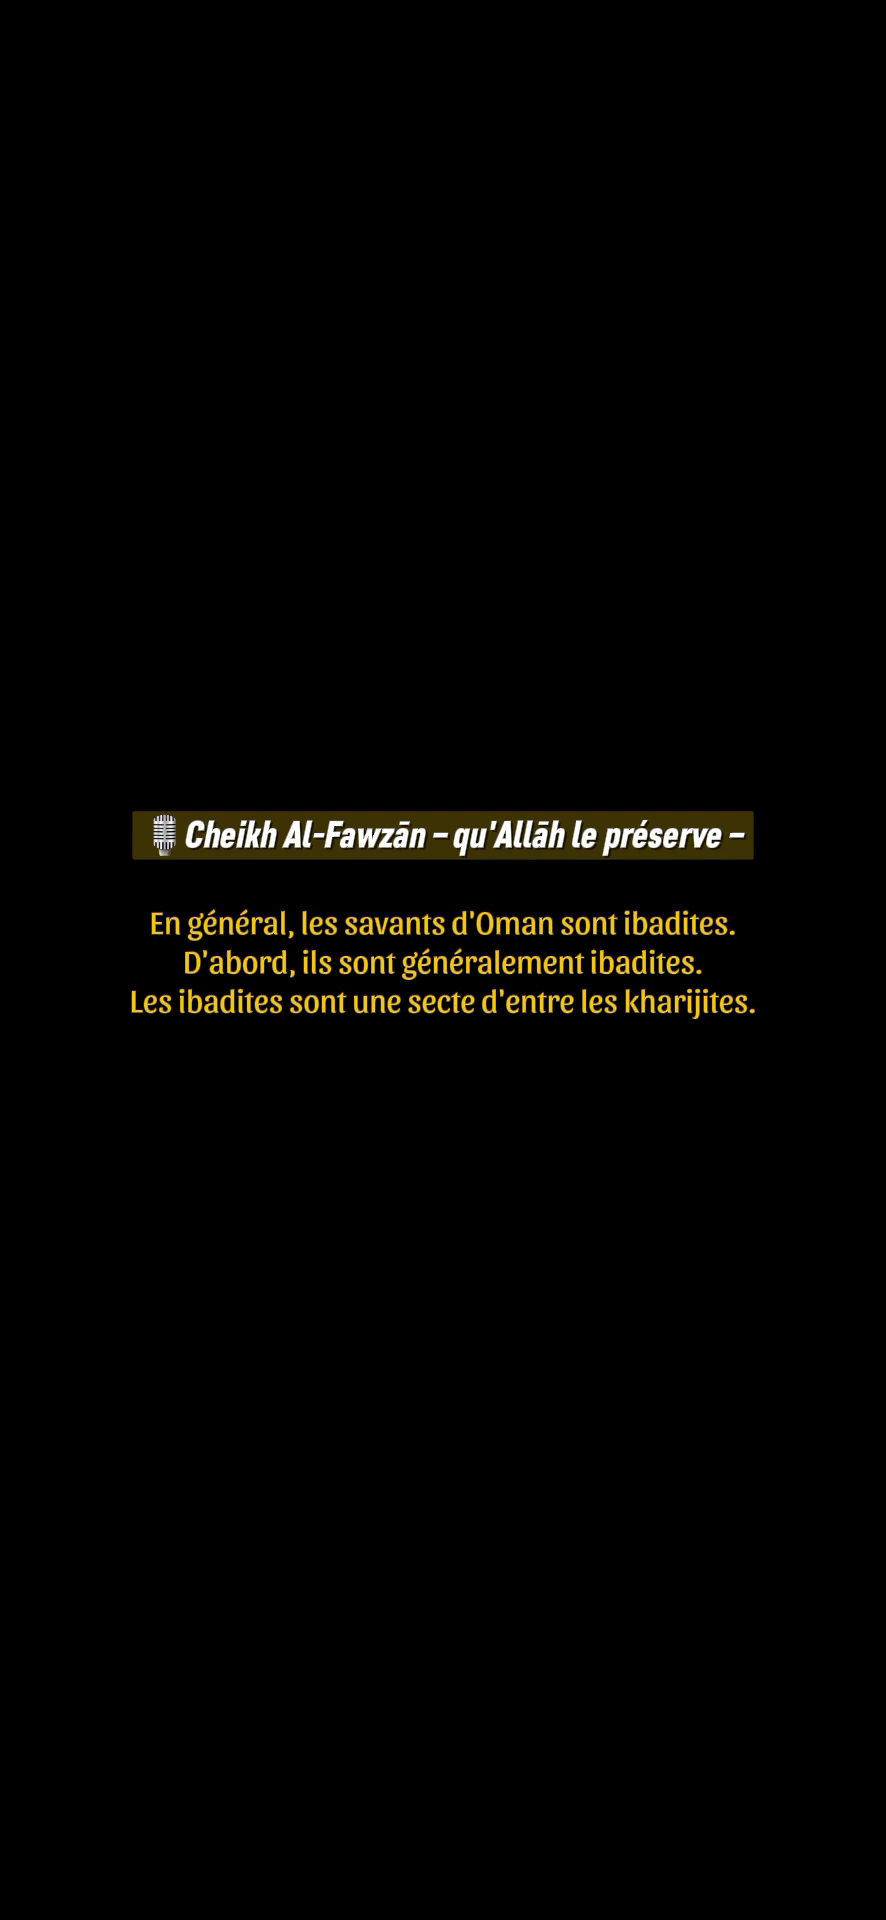 Cheikh Al-Fawzān – qu'Allāh le préserve –
En général, les savants d'Oman sont ibadites.
D'abord, ils sont généralement ibadites.
Les ibadites sont une secte d'entre les kharijites.